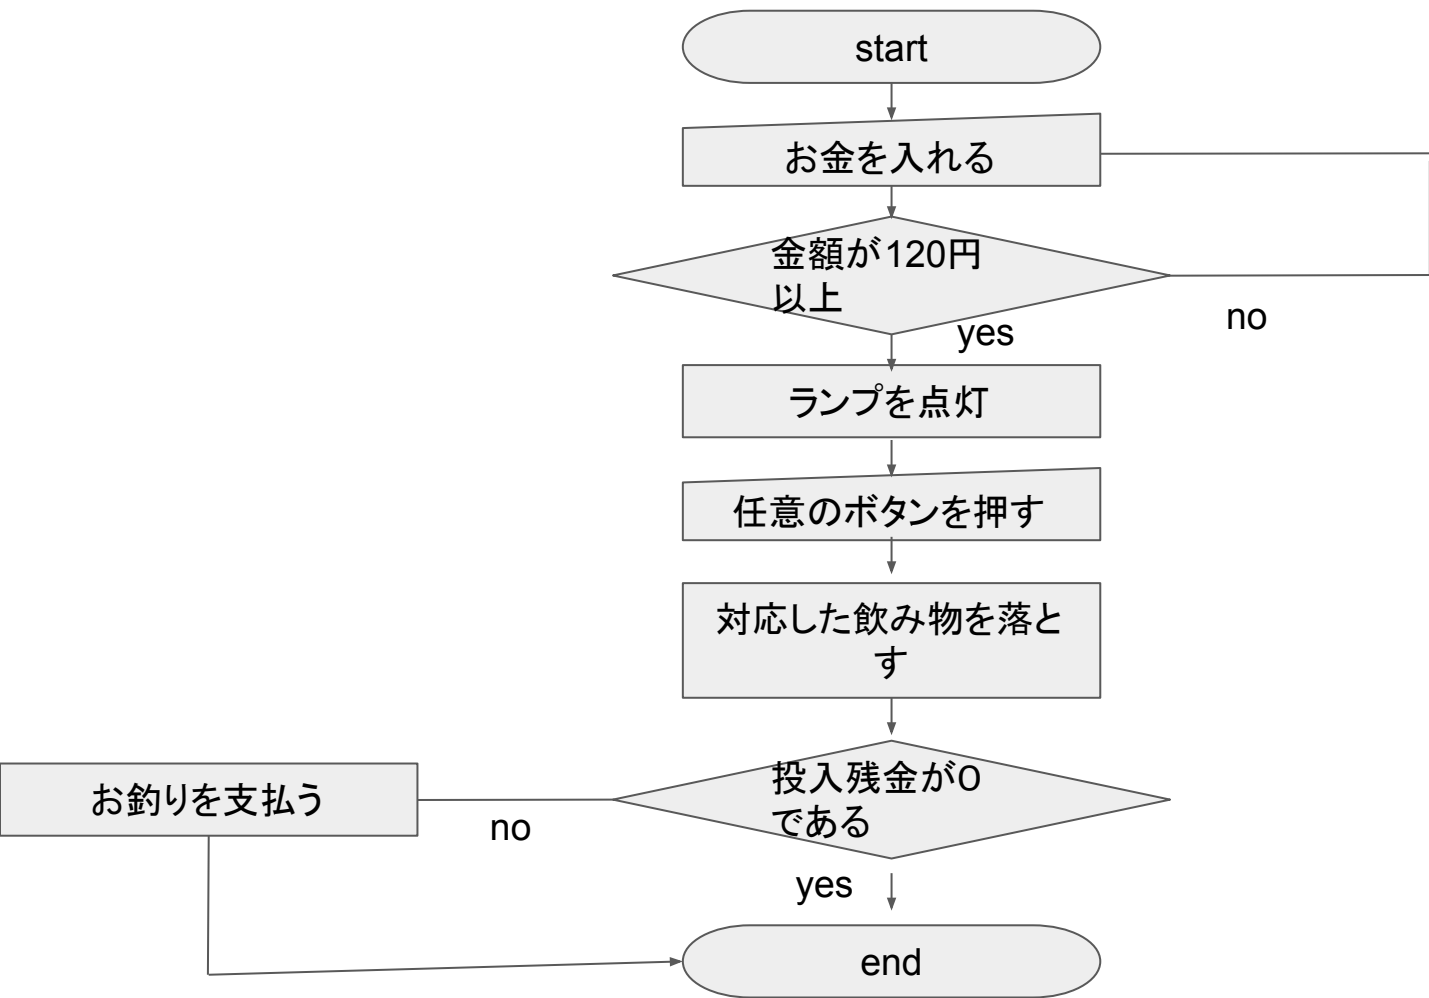 start
お金を入れる
金額が120円
以上
yes
no
ランプを点灯
任意のボタンを押す
対応した飲み物を落と
す
投入残金が0
である
お釣りを支払う
no
yes
end